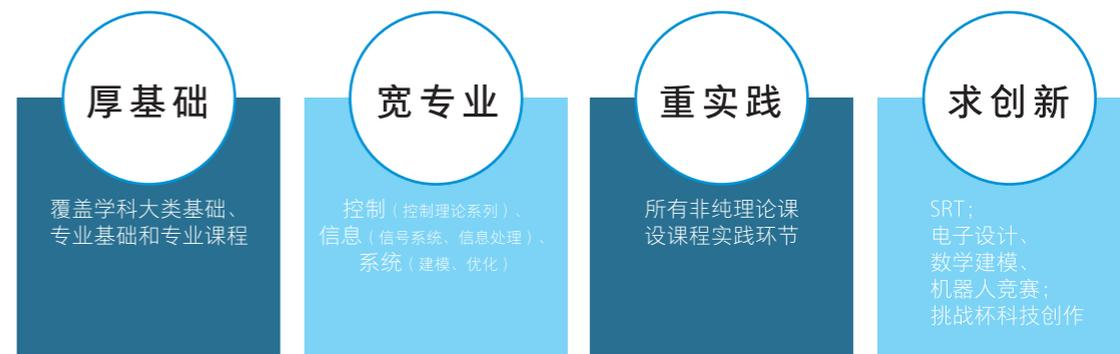 厚基础
覆盖学科大类基础、
专业基础和专业课程
宽专业
控制（控制理论系列）、
信息（信号系统、信息处理）、
系统（建模、优化）
重实践
所有非纯理论课
设课程实践环节
求创新
SRT；
电子设计、
数学建模、
机器人竞赛；
挑战杯科技创作